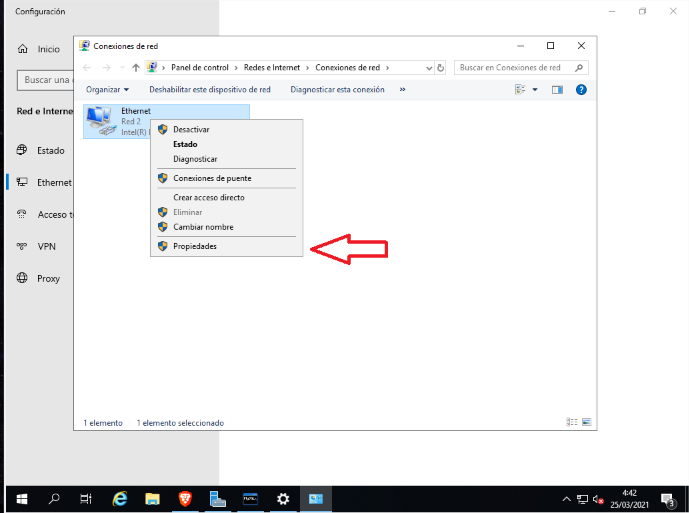 Configuración
Inicio
Buscar una
Red e Interne
Estado
Ethernet
Acceso t
VPN
Proxy
Conexiones de red
Panel de control
Redes e Internet
Conexiones de red
Buscar en Conexiones de red
Organizar
Deshabilitar este dispositivo de red
Diagnosticar esta conexión
»
Ethernet
Red 2
Intel(R)
Desactivar
Estado
Diagnosticar
Conexiones de puente
Crear acceso directo
Eliminar
Cambiar nombre
Propiedades
1 elemento
1 elemento seleccionado
4:42
25/03/2021
3